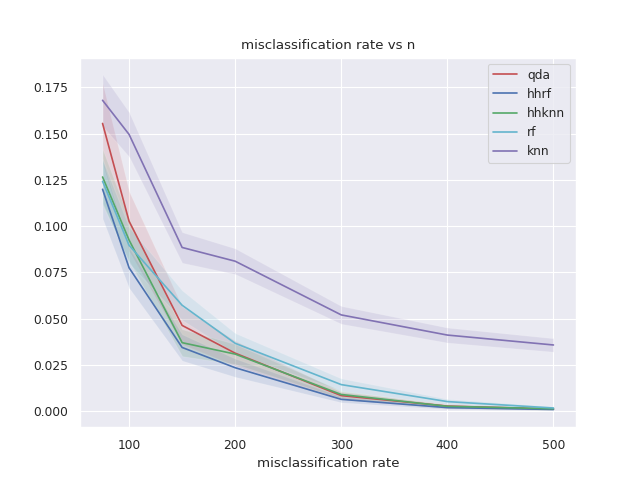 misclassification rate vs n
qda
hhrf
hhknn
rf
knn
0.175
0.150
0.125
0.100
0.075
0.050
0.025
0.000
100 200 300 400 500
misclassification rate